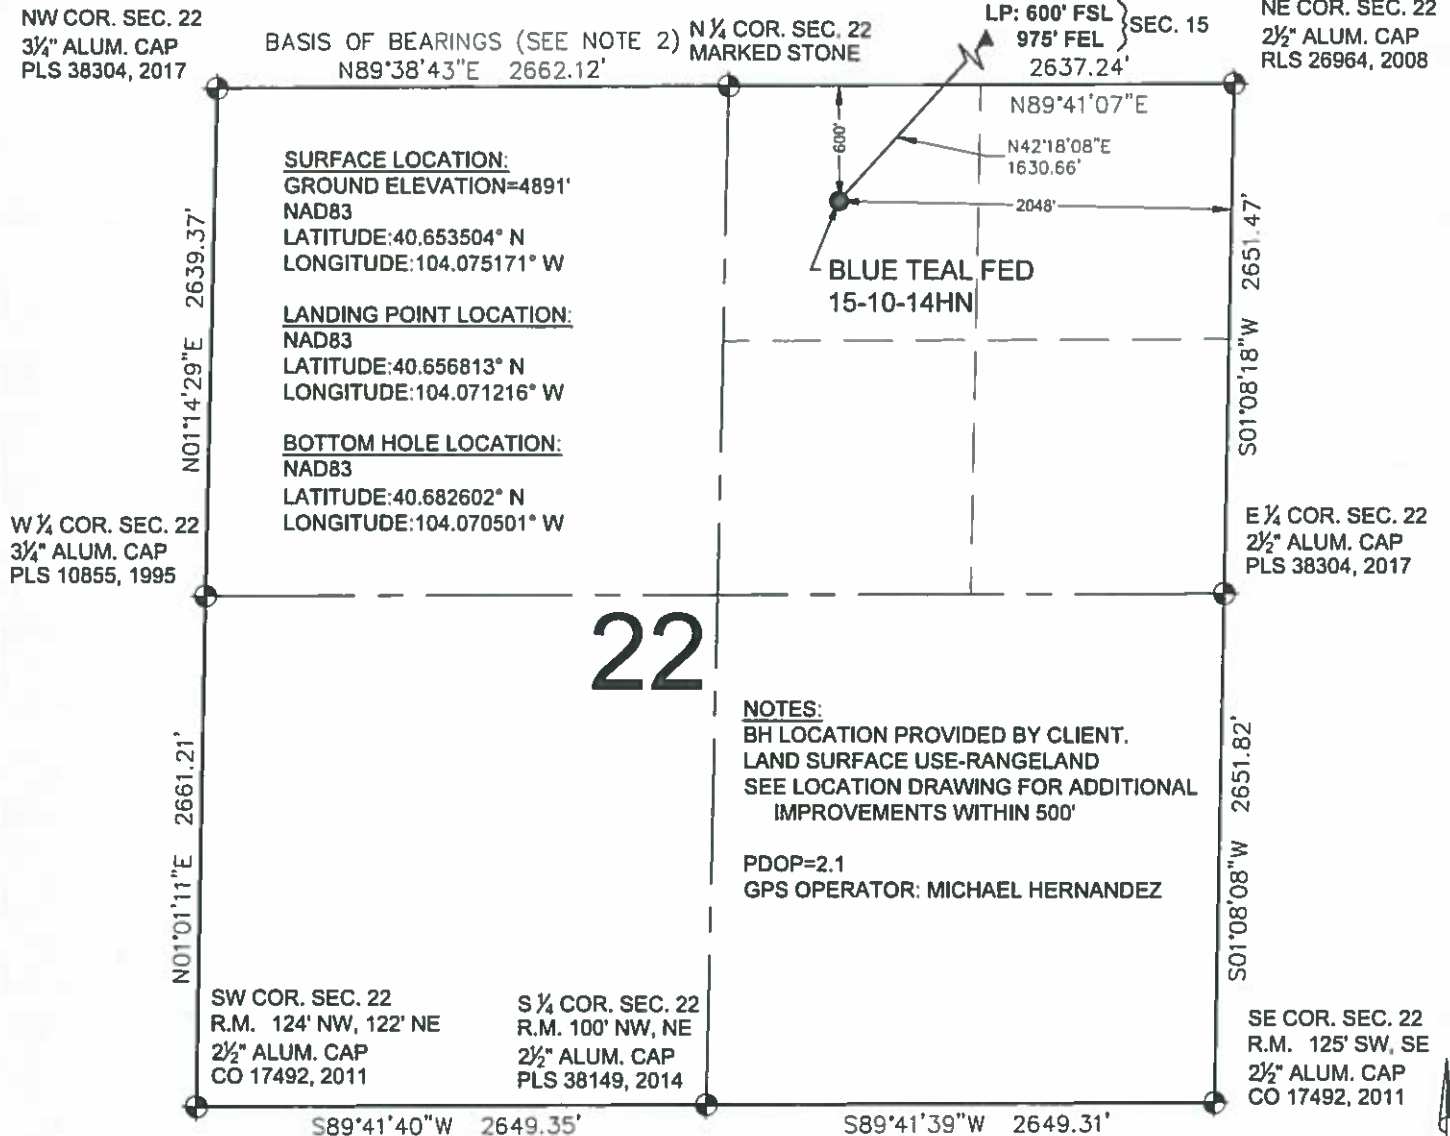 NW COR. SEC. 22
3¼" ALUM. CAP
PLS 38304, 2017
BASIS OF BEARINGS (SEE NOTE 2)
N89°38'43"E 2662.12'
N ¼ COR. SEC. 22
MARKED STONE
LP: 600' FSL
975' FEL
SEC. 15
2637.24'
N89°41'07"E
NE COR. SEC. 22
2½" ALUM. CAP
RLS 26964, 2008
600'
N42°18'08"E
1630.66'
2048'
BLUE TEAL FED
15-10-14HN
SURFACE LOCATION:
GROUND ELEVATION=4891'
NAD83
LATITUDE:40.653504° N
LONGITUDE:104.075171° W
LANDING POINT LOCATION:
NAD83
LATITUDE:40.656813° N
LONGITUDE:104.071216° W
BOTTOM HOLE LOCATION:
NAD83
LATITUDE:40.682602° N
LONGITUDE:104.070501° W
N01°14'29"E 2639.37'
S01°08'18"W 2651.47'
W ¼ COR. SEC. 22
3¼" ALUM. CAP
PLS 10855, 1995
E ¼ COR. SEC. 22
2½" ALUM. CAP
PLS 38304, 2017
22
NOTES:
BH LOCATION PROVIDED BY CLIENT.
LAND SURFACE USE-RANGELAND
SEE LOCATION DRAWING FOR ADDITIONAL
IMPROVEMENTS WITHIN 500'
PDOP=2.1
GPS OPERATOR: MICHAEL HERNANDEZ
N01°01'11"E 2661.21'
S01°08'08"W 2651.82'
SW COR. SEC. 22
R.M. 124' NW, 122' NE
2½" ALUM. CAP
CO 17492, 2011
S ¼ COR. SEC. 22
R.M. 100' NW, NE
2½" ALUM. CAP
PLS 38149, 2014
SE COR. SEC. 22
R.M. 125' SW, SE
2½" ALUM. CAP
CO 17492, 2011
S89°41'40"W 2649.35'
S89°41'39"W 2649.31'